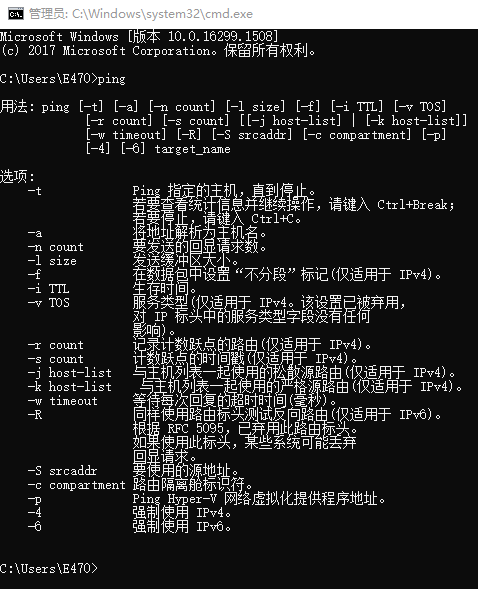 管理员: C:\Windows\system32\cmd.exe
Microsoft Windows [版本 10.0.16299.1508]
(c) 2017 Microsoft Corporation。保留所有权利。
C:\Users\E470>ping
用法: ping [-t] [-a] [-n count] [-l size] [-f] [-i TTL] [-v TOS]
[-r count] [-s count] [[-j host-list] | [-k host-list]]
[-w timeout] [-R] [-S srcaddr] [-c compartment] [-p]
[-4] [-6] target_name
选项:
-t Ping 指定的主机，直到停止。
若要查看统计信息并继续操作，请键入 Ctrl+Break；
若要停止，请键入 Ctrl+C。
-a 将地址解析为主机名。
-n count 要发送的回显请求数。
-l size 发送缓冲区大小。
-f 在数据包中设置“不分段”标记(仅适用于 IPv4)。
-i TTL 生存时间。
-v TOS 服务类型(仅适用于 IPv4。该设置已被弃用，
对 IP 标头中的服务类型字段没有任何
影响)。
-r count 记录计数跃点的路由(仅适用于 IPv4)。
-s count 计数跃点的时间戳(仅适用于 IPv4)。
-j host-list 与主机列表一起使用的松散源路由(仅适用于 IPv4)。
-k host-list 与主机列表一起使用的严格源路由(仅适用于 IPv4)。
-w timeout 等待每次回复的超时时间(毫秒)。
-R 同样使用路由标头测试反向路由(仅适用于 IPv6)。
根据 RFC 5095，已弃用此路由标头。
如果使用此标头，某些系统可能丢弃
回显请求。
-S srcaddr 要使用的源地址。
-c compartment 路由隔离舱标识符。
-p Ping Hyper-V 网络虚拟化提供程序地址。
-4 强制使用 IPv4。
-6 强制使用 IPv6。
C:\Users\E470>